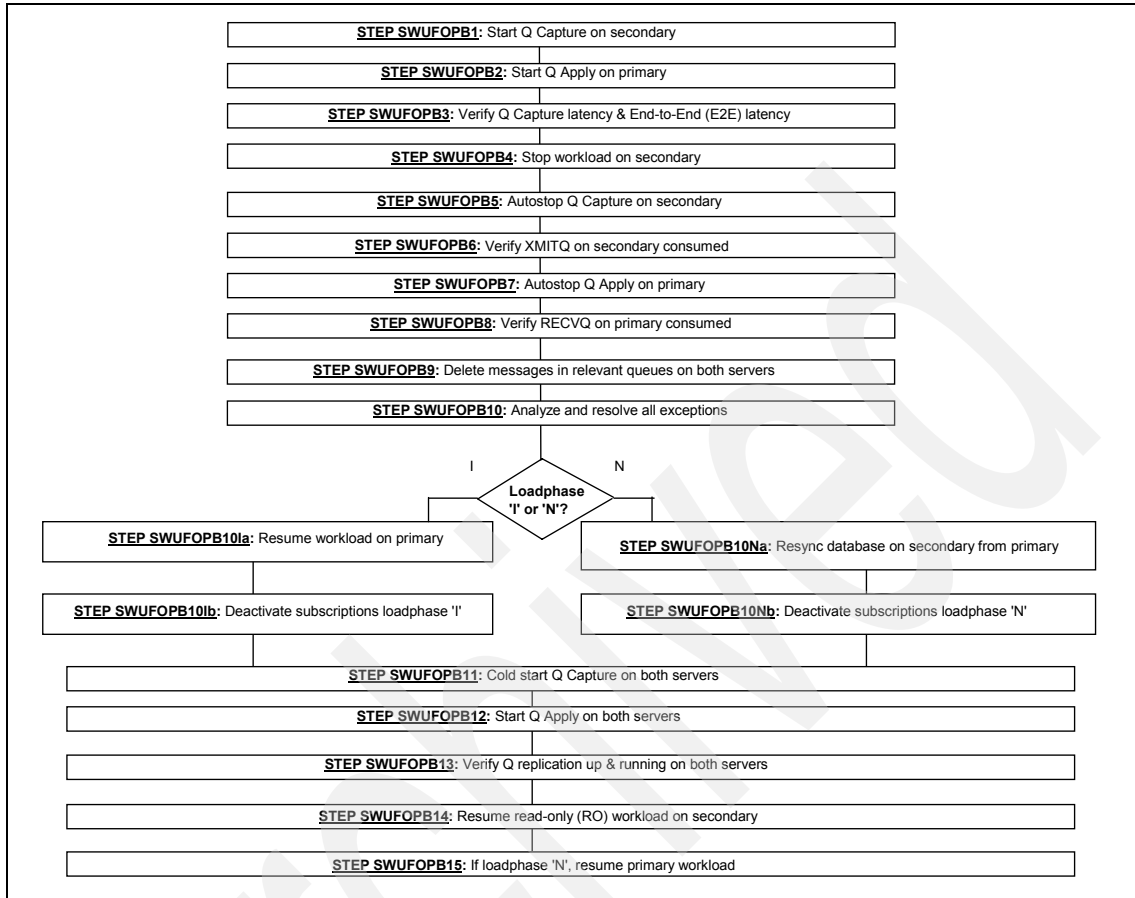 STEP SWUFOPB1: Start Q Capture on secondary
STEP SWUFOPB2: Start Q Apply on primary
STEP SWUFOPB3: Verify Q Capture latency & End-to-End (E2E) latency
STEP SWUFOPB4: Stop workload on secondary
STEP SWUFOPB5: Autostop Q Capture on secondary
STEP SWUFOPB6: Verify XMITQ on secondary consumed
STEP SWUFOPB7: Autostop Q Apply on primary
STEP SWUFOPB8: Verify RECVQ on primary consumed
STEP SWUFOPB9: Delete messages in relevant queues on both servers
STEP SWUFOPB10: Analyze and resolve all exceptions
I
N
Loadphase
'I' or 'N'?
STEP SWUFOPB10Ia: Resume workload on primary
STEP SWUFOPB10Na: Resync database on secondary from primary
STEP SWUFOPB10Ib: Deactivate subscriptions loadphase 'I'
STEP SWUFOPB10Nb: Deactivate subscriptions loadphase 'N'
STEP SWUFOPB11: Cold start Q Capture on both servers
STEP SWUFOPB12: Start Q Apply on both servers
STEP SWUFOPB13: Verify Q replication up & running on both servers
STEP SWUFOPB14: Resume read-only (RO) workload on secondary
STEP SWUFOPB15: If loadphase 'N', resume primary workload